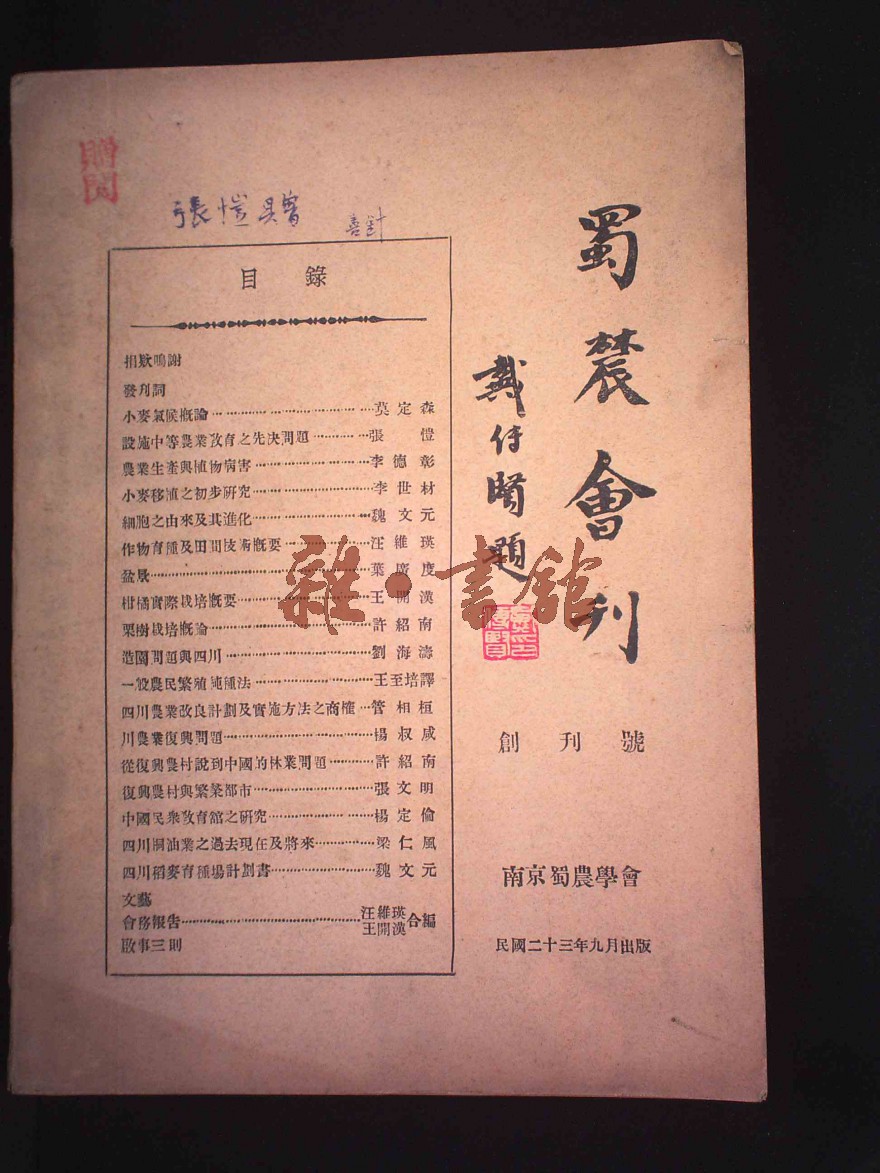 蜀農會刊
戴傳賢題
創刊號
南京蜀農學會
民國二十三年九月出版
張愷
目錄
捐欵鳴謝
發刊詞
小麥氣候概論 莫定森
設施中等農業敎育之先决問題 張愷
農業生產與植物病害 李德彰
小麥移植之初步研究 李世材
細胞之由來及其進化 魏文元
作物育種及田間技術概要 汪維瑛
盆栽 葉廣度
柑橘實際栽培概要 王開漢
栗樹栽培概論 許紹南
造園問題與四川 劉海濤
一般農民繁殖純種法 王至培譯
四川農業改良計劃及實施方法之商榷 管相桓
川農業復興問題 楊叔咸
從復興農村說到中國的林業問題 許紹南
復興農村與繁榮都市 張文明
中國民衆敎育舘之研究 楊定倫
四川桐油業之過去現在及將來 梁仁風
四川稻麥育種場計劃書 魏文元
文藝
會務報告 汪維瑛 王開漢 合編
啟事三則
雜·書館